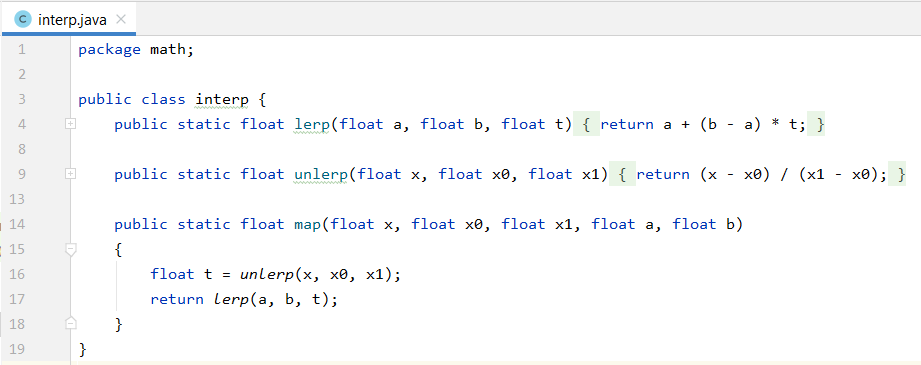 interp.java
1 package math;
2
3 public class interp {
4 public static float lerp(float a, float b, float t) { return a + (b - a) * t; }
8
9 public static float unlerp(float x, float x0, float x1) { return (x - x0) / (x1 - x0); }
13
14 public static float map(float x, float x0, float x1, float a, float b)
15 {
16 float t = unlerp(x, x0, x1);
17 return lerp(a, b, t);
18 }
19 }